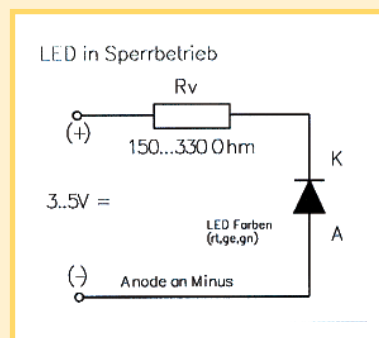 LED in Sperrbetrieb
Rv
(+)
150...330 Ohm
K
3..5V =
LED Farben
(rt,ge,gn)
A
(-)
Anode an Minus